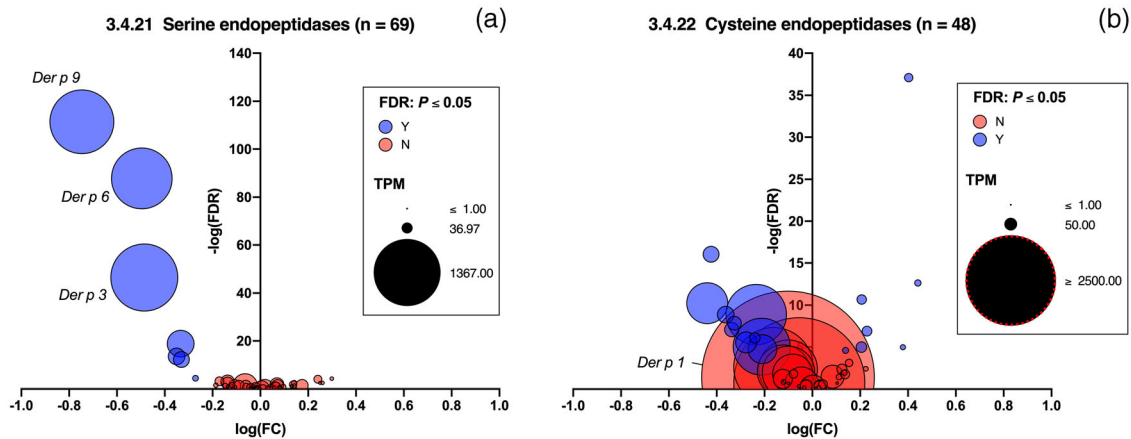 3.4.21 Serine endopeptidases (n = 69)
(a)
140
120
100
80
60
40
20
-log(FDR)
Der p 9
Der p 6
Der p 3
FDR: P ≤ 0.05
Y
N
TPM
≤ 1.00
36.97
1367.00
-1.0 -0.8 -0.6 -0.4 -0.2 0.0 0.2 0.4 0.6 0.8 1.0
log(FC)
3.4.22 Cysteine endopeptidases (n = 48)
(b)
40
35
30
25
20
15
10
-log(FDR)
Der p 1
FDR: P ≤ 0.05
N
Y
TPM
≤ 1.00
50.00
≥ 2500.00
-1.0 -0.8 -0.6 -0.4 -0.2 0.0 0.2 0.4 0.6 0.8 1.0
log(FC)